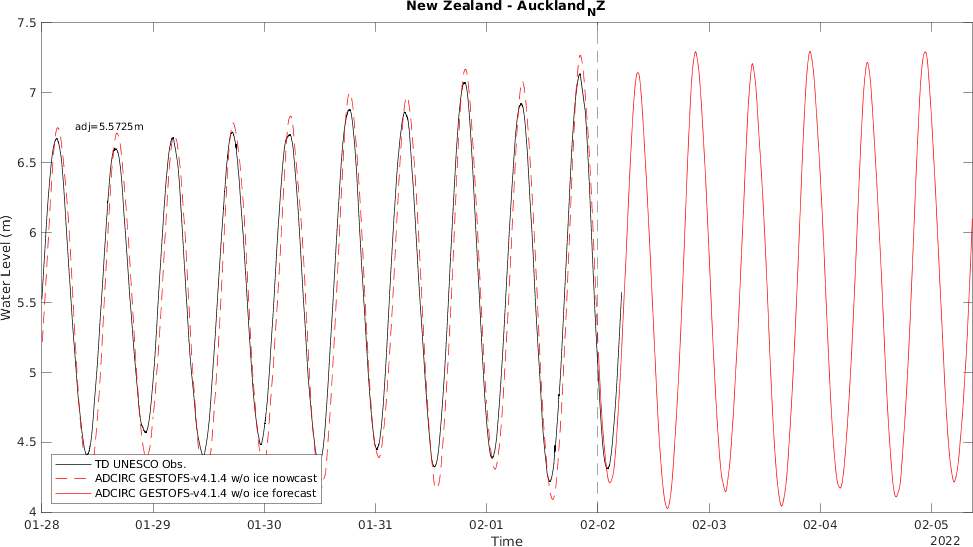 New Zealand - Auckland_NZ
7.5
7
6.5
6
5.5
5
4.5
4
Water Level (m)
adj=5.5725m
TD UNESCO Obs.
ADCIRC GESTOFS-v4.1.4 w/o ice nowcast
ADCIRC GESTOFS-v4.1.4 w/o ice forecast
01-28 01-29 01-30 01-31 02-01 02-02 02-03 02-04 02-05
Time
2022